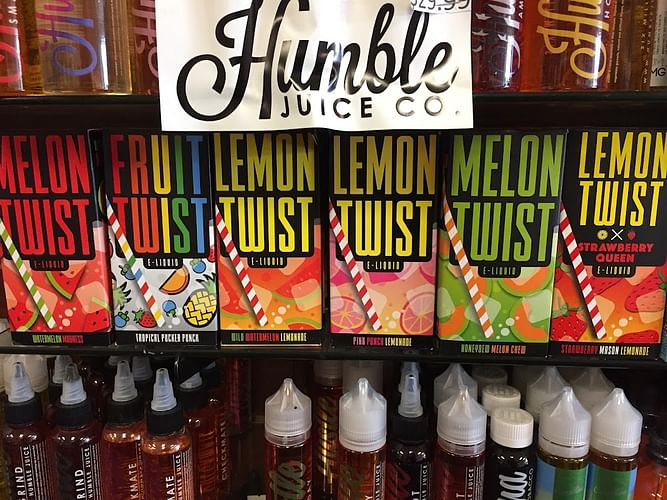 $29.99
Humble
JUICE CO.
MELON
TWIST
E-LIQUID
WATERMELON MADNESS
FRUIT
TWIST
E-LIQUID
TROPICAL PUCKER PUNCH
LEMON
TWIST
E-LIQUID
WILD WATERMELON LEMONADE
LEMON
TWIST
E-LIQUID
PINK PUNCH LEMONADE
MELON
TWIST
E-LIQUID
HONEYDEW MELON CHEW
LEMON
TWIST
STRAWBERRY
QUEEN
E-LIQUID
STRAWBERRY MASON LEMONADE
HUMBLE JUICE